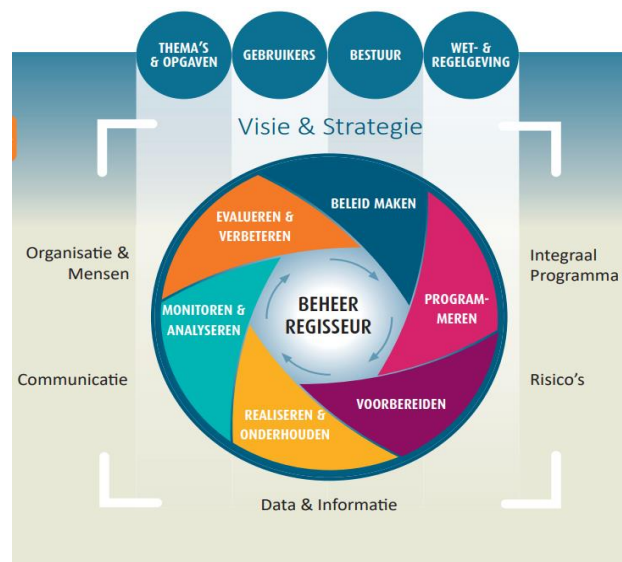 THEMA'S
& OPGAVEN
GEBRUIKERS
BESTUUR
WET- &
REGELGEVING
Visie & Strategie
BELEID MAKEN
EVALUEREN &
VERBETEREN
Organisatie &
Mensen
Integraal
Programma
MONITOREN &
ANALYSEREN
BEHEER
REGISSEUR
PROGRAM-
MEREN
Communicatie
Risico's
VOORBEREIDEN
REALISEREN &
ONDERHOUDEN
Data & Informatie